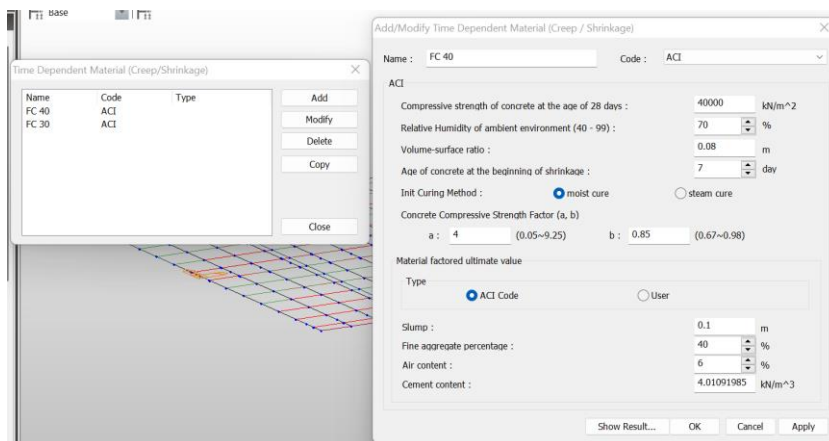 Base
Time Dependent Material (Creep/Shrinkage)
Name Code Type
FC 40 ACI
FC 30 ACI
Add
Modify
Delete
Copy
Close
Add/Modify Time Dependent Material (Creep / Shrinkage)
Name : FC 40 Code : ACI
ACI
Compressive strength of concrete at the age of 28 days : 40000 kN/m^2
Relative Humidity of ambient environment (40 - 99) : 70 %
Volume-surface ratio : 0.08 m
Age of concrete at the beginning of shrinkage : 7 day
Init Curing Method : moist cure steam cure
Concrete Compressive Strength Factor (a, b)
a : 4 (0.05~9.25) b : 0.85 (0.67~0.98)
Material factored ultimate value
Type
ACI Code User
Slump : 0.1 m
Fine aggregate percentage : 40 %
Air content : 6 %
Cement content : 4.01091985 kN/m^3
Show Result... OK Cancel Apply